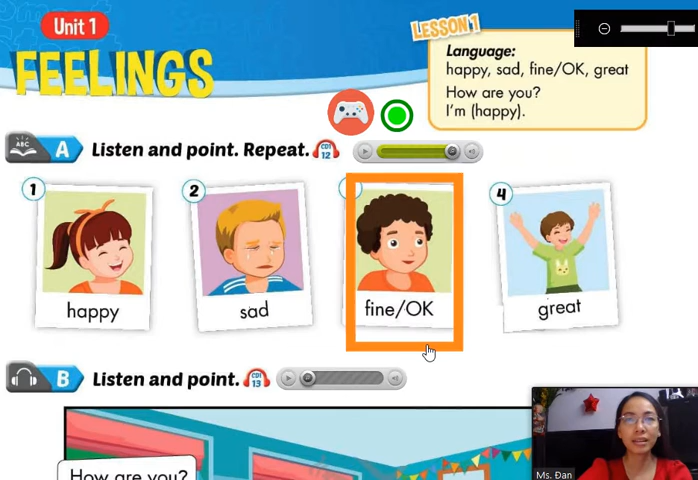 Unit 1
FEELINGS
LESSON 1
Language:
happy, sad, fine/OK, great
How are you?
I'm (happy).
ABC
A
Listen and point. Repeat.
CD1
12
1
2
4
happy
sad
fine/OK
great
B
Listen and point.
CD1
13
How are you?
Ms. Đan